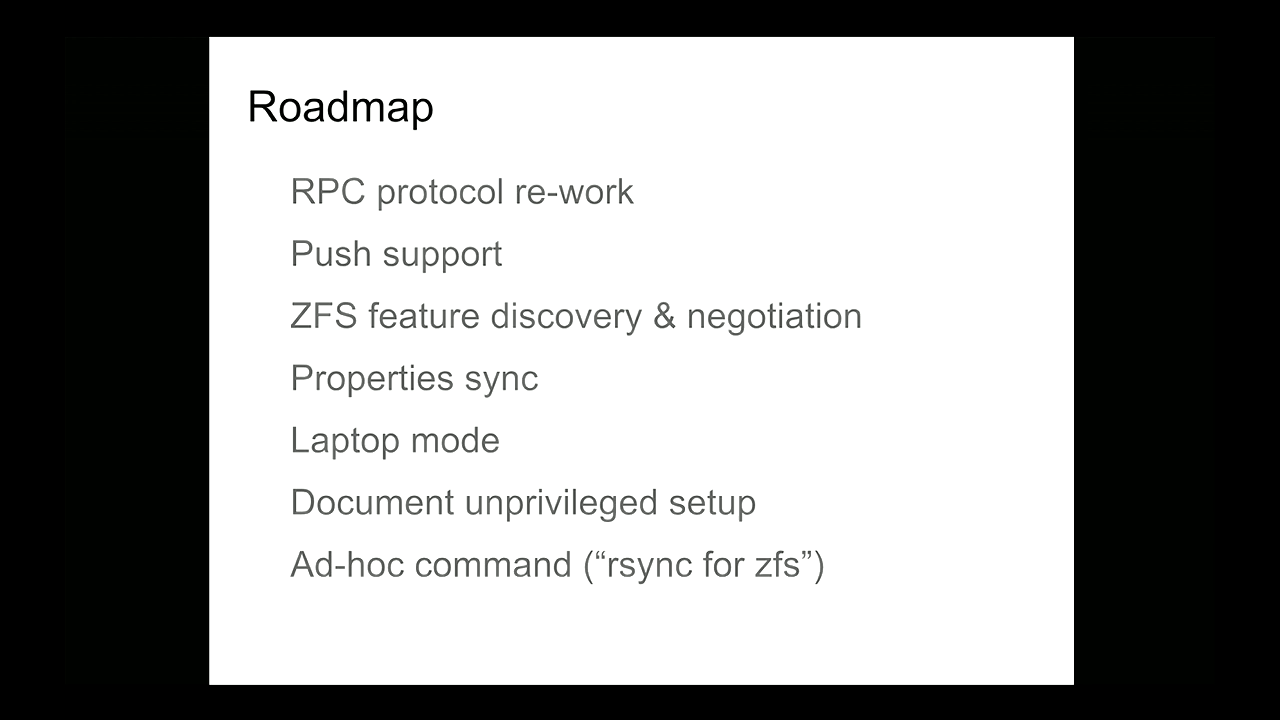 Roadmap
RPC protocol re-work
Push support
ZFS feature discovery & negotiation
Properties sync
Laptop mode
Document unprivileged setup
Ad-hoc command (“rsync for zfs”)